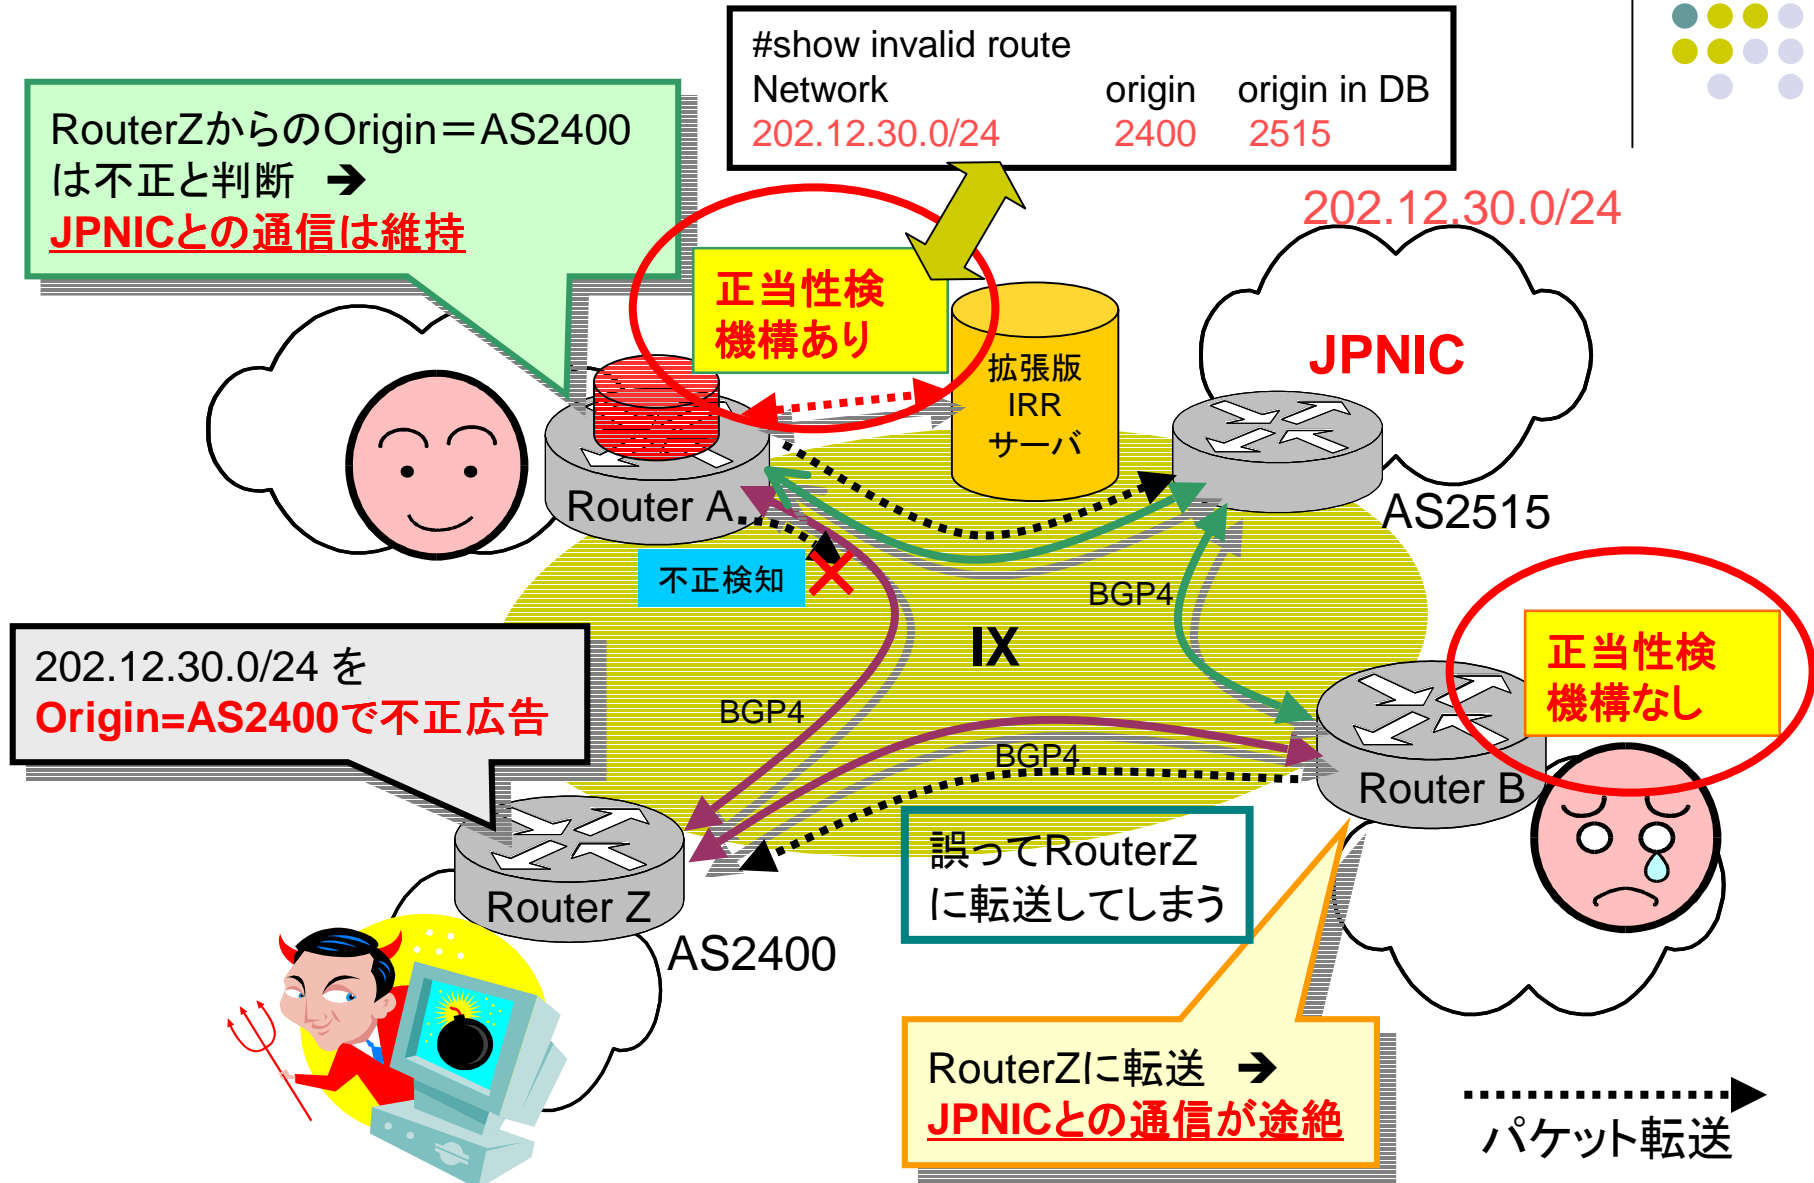 #show invalid route
Network origin origin in DB
202.12.30.0/24 2400 2515
RouterZからのOrigin＝AS2400
は不正と判断 ➔
JPNICとの通信は維持
202.12.30.0/24
正当性検
機構あり
JPNIC
拡張版
IRR
サーバ
Router A
AS2515
不正検知
BGP4
IX
正当性検
機構なし
202.12.30.0/24 を
Origin=AS2400で不正広告
BGP4
BGP4
Router B
誤ってRouterZ
に転送してしまう
Router Z
AS2400
RouterZに転送 ➔
JPNICとの通信が途絶
パケット転送